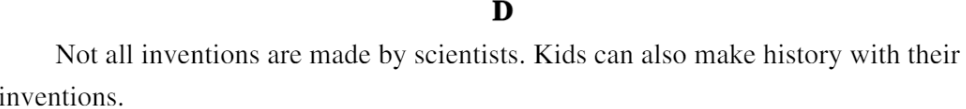 D
Not all inventions are made by scientists. Kids can also make history with their
inventions.